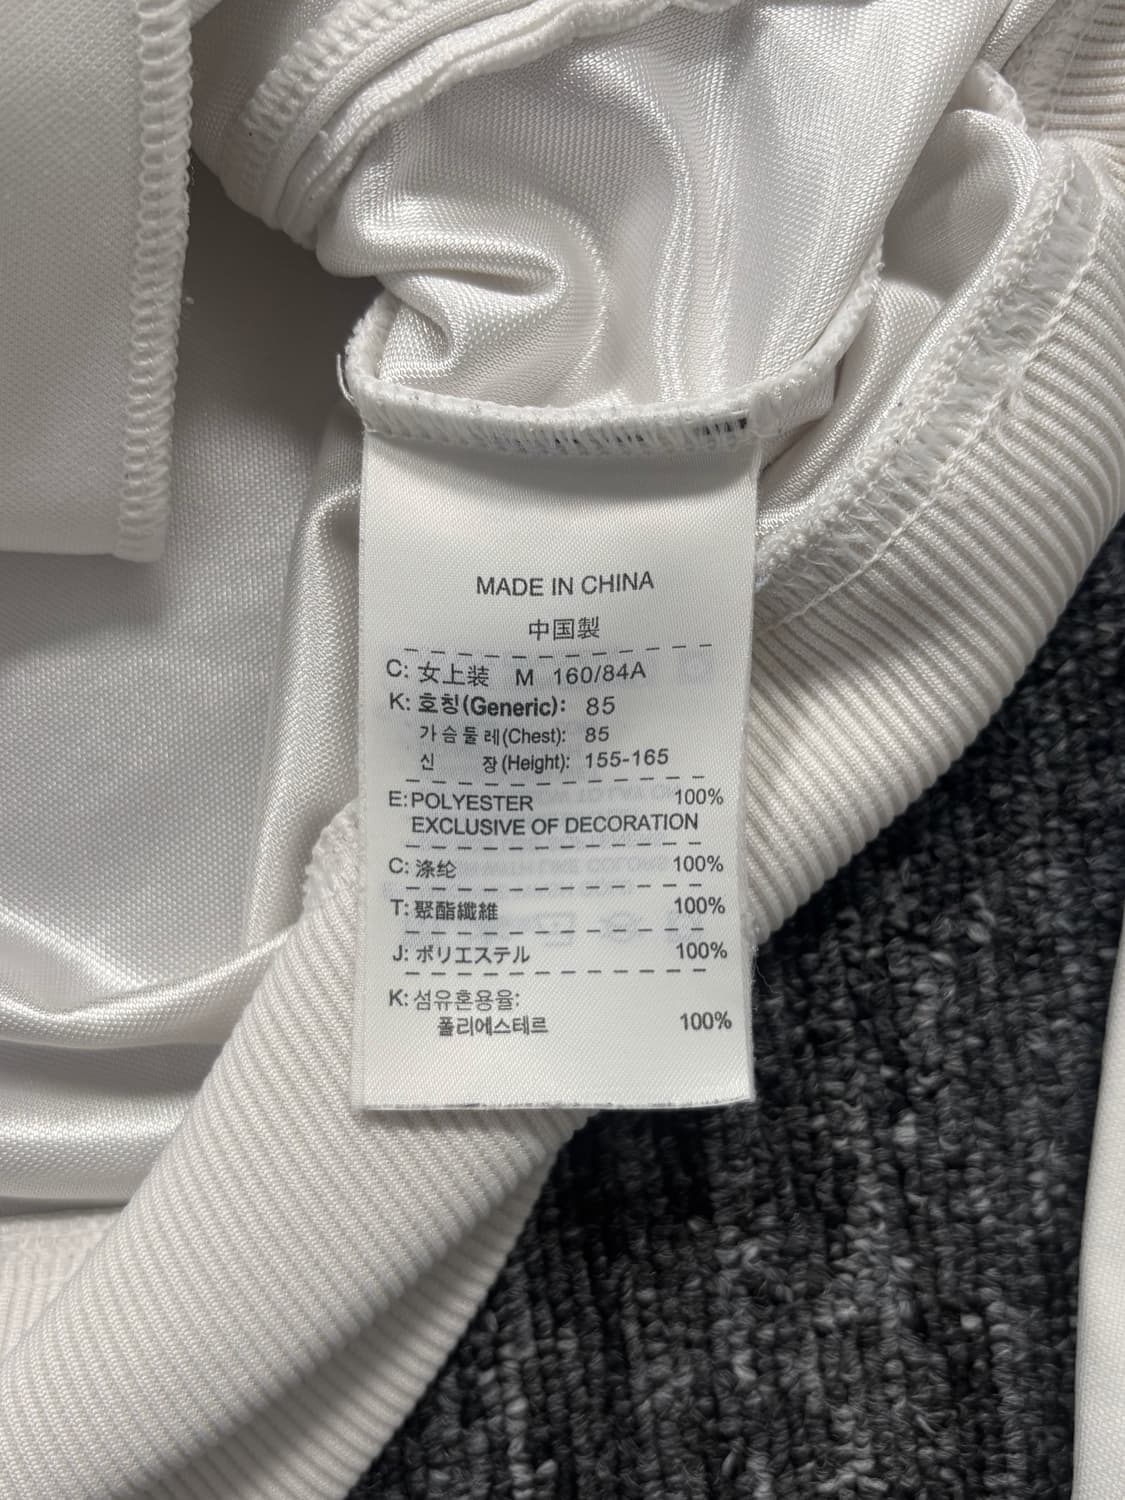 MADE IN CHINA
中国製
C: 女上装 M 160/84A
K: 호칭(Generic): 85
가슴둘레(Chest): 85
신 장(Height): 155-165
E: POLYESTER 100%
EXCLUSIVE OF DECORATION
C: 涤纶 100%
T: 聚酯纖維 100%
J: ポリエステル 100%
K: 섬유혼용율:
폴리에스테르 100%